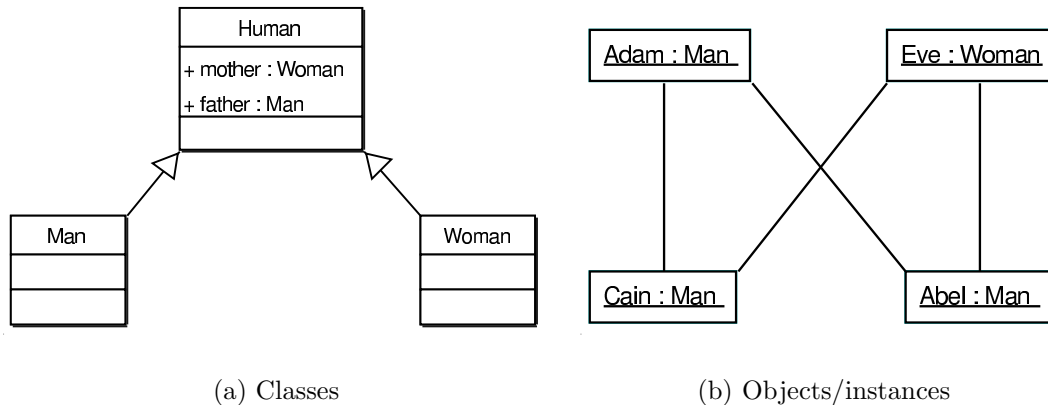 Human
+ mother : Woman
+ father : Man
Man
Woman
(a) Classes
Adam : Man
Eve : Woman
Cain : Man
Abel : Man
(b) Objects/instances